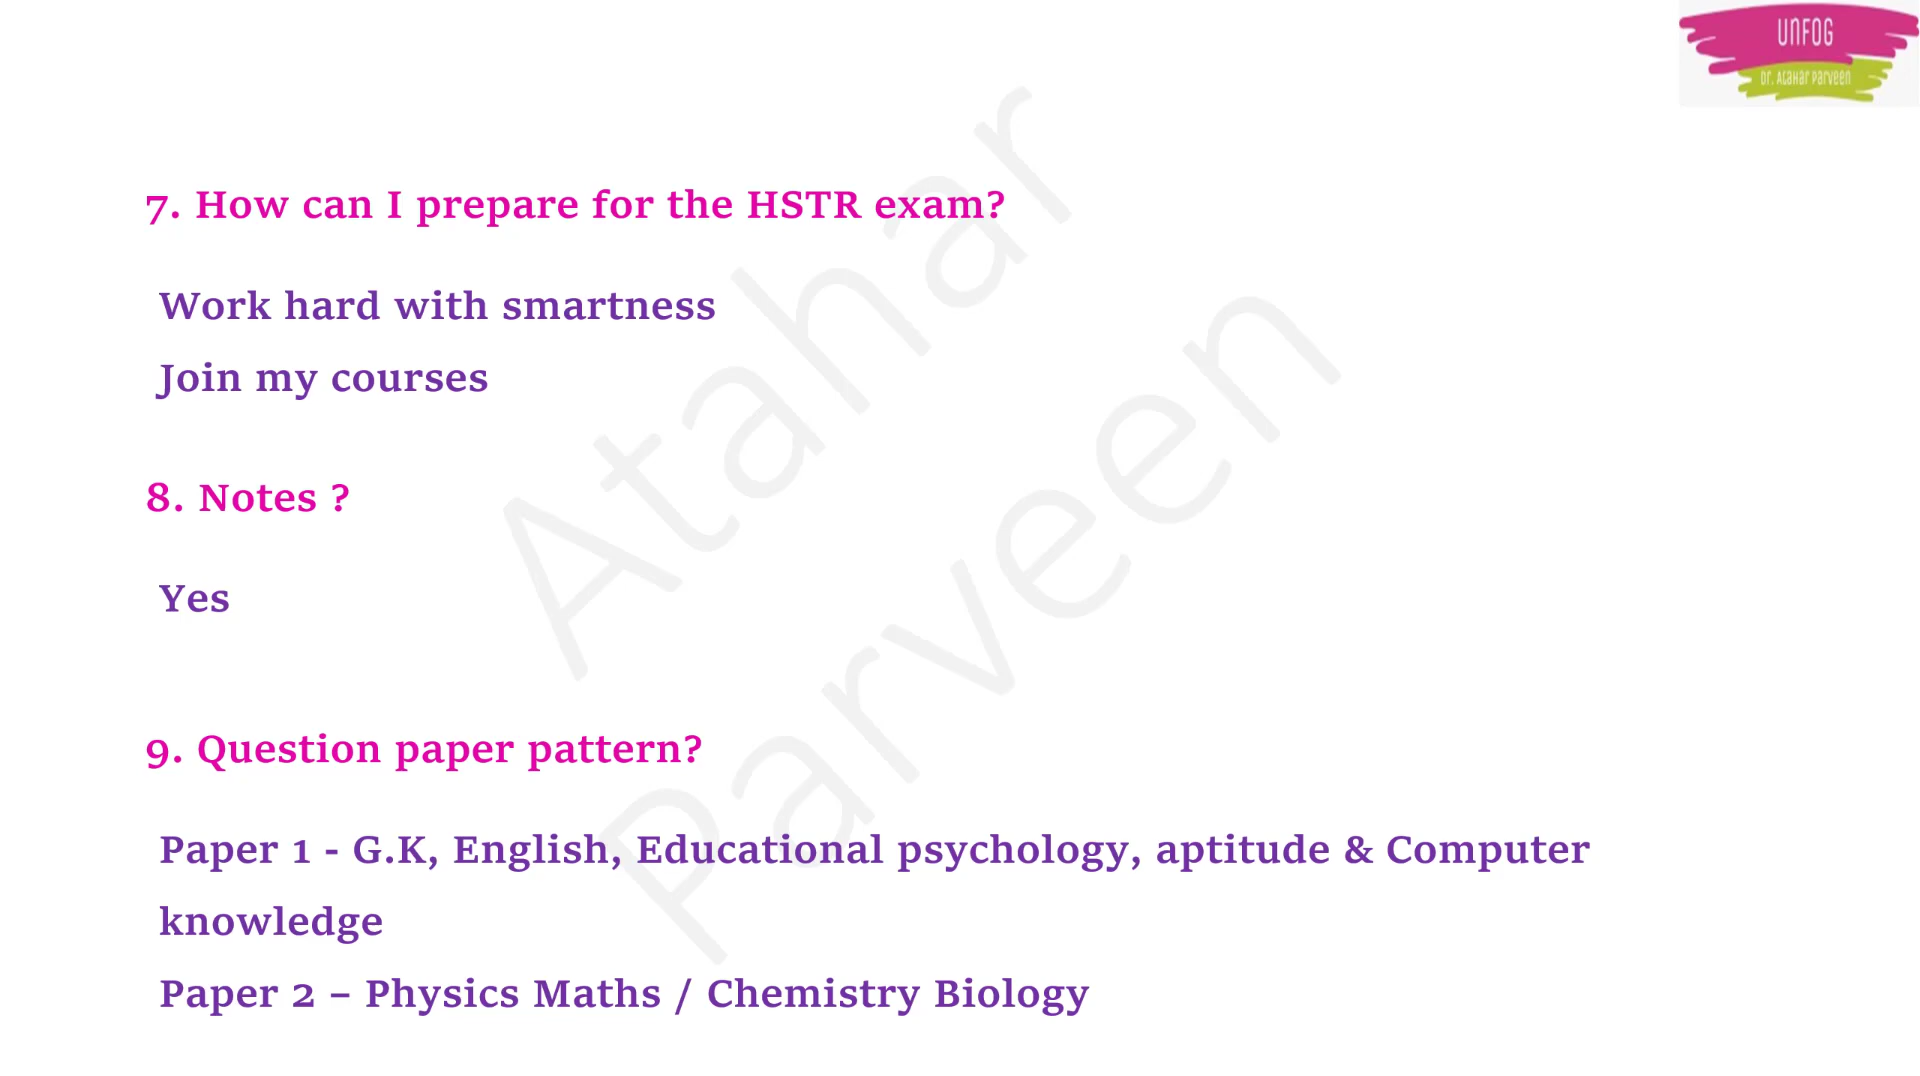 UNFOG
Dr. Atahar Parveen
7. How can I prepare for the HSTR exam?
Work hard with smartness
Join my courses
8. Notes ?
Yes
9. Question paper pattern?
Paper 1 - G.K, English, Educational psychology, aptitude & Computer
knowledge
Paper 2 – Physics Maths / Chemistry Biology
Atahar
Parveen